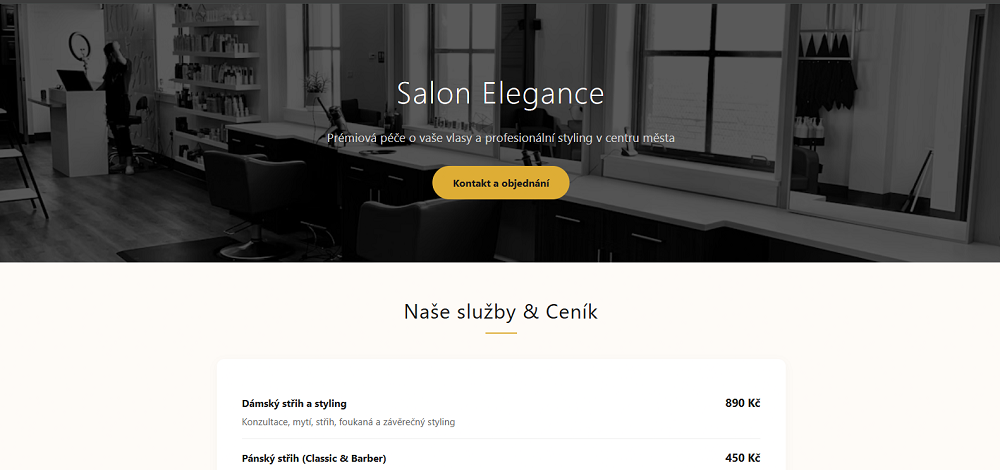 Salon Elegance
Prémiová péče o vaše vlasy a profesionální styling v centru města
Kontakt a objednání
Naše služby & Ceník
Dámský střih a styling 890 Kč
Konzultace, mytí, střih, foukaná a závěrečný styling
Pánský střih (Classic & Barber) 450 Kč